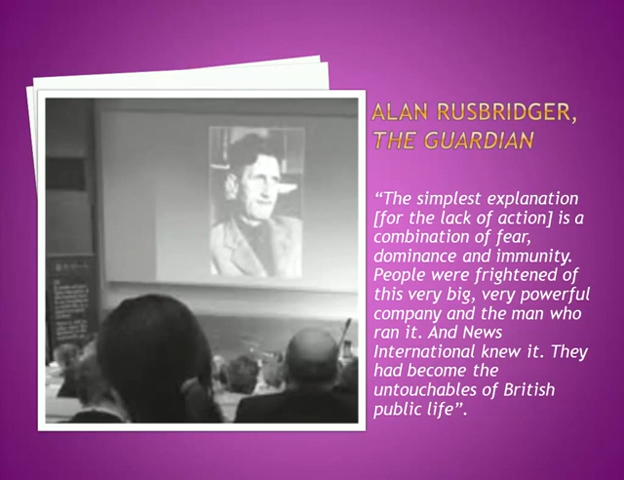 ALAN RUSBRIDGER,
THE GUARDIAN
“The simplest explanation
[for the lack of action] is a
combination of fear,
dominance and immunity.
People were frightened of
this very big, very powerful
company and the man who
ran it. And News
International knew it. They
had become the
untouchables of British
public life”.